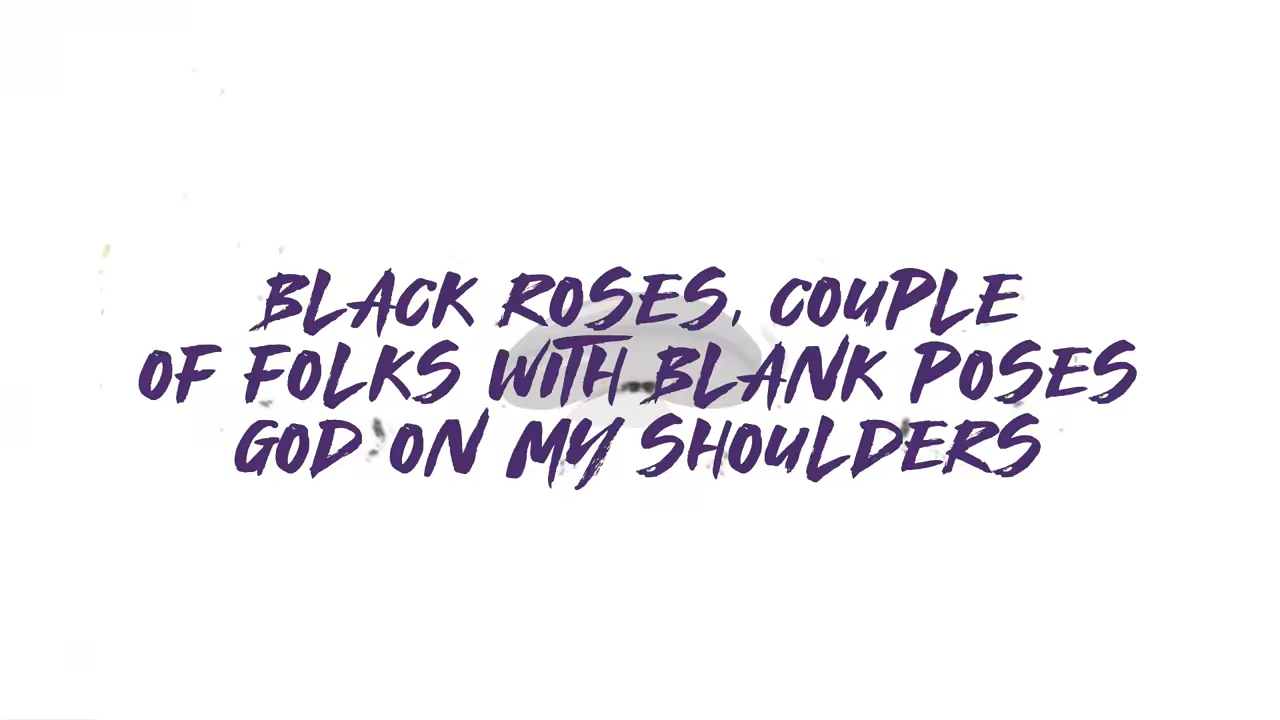 BLACK ROSES, COUPLE
OF FOLKS WITH BLANK POSES
GOD ON MY SHOULDERS